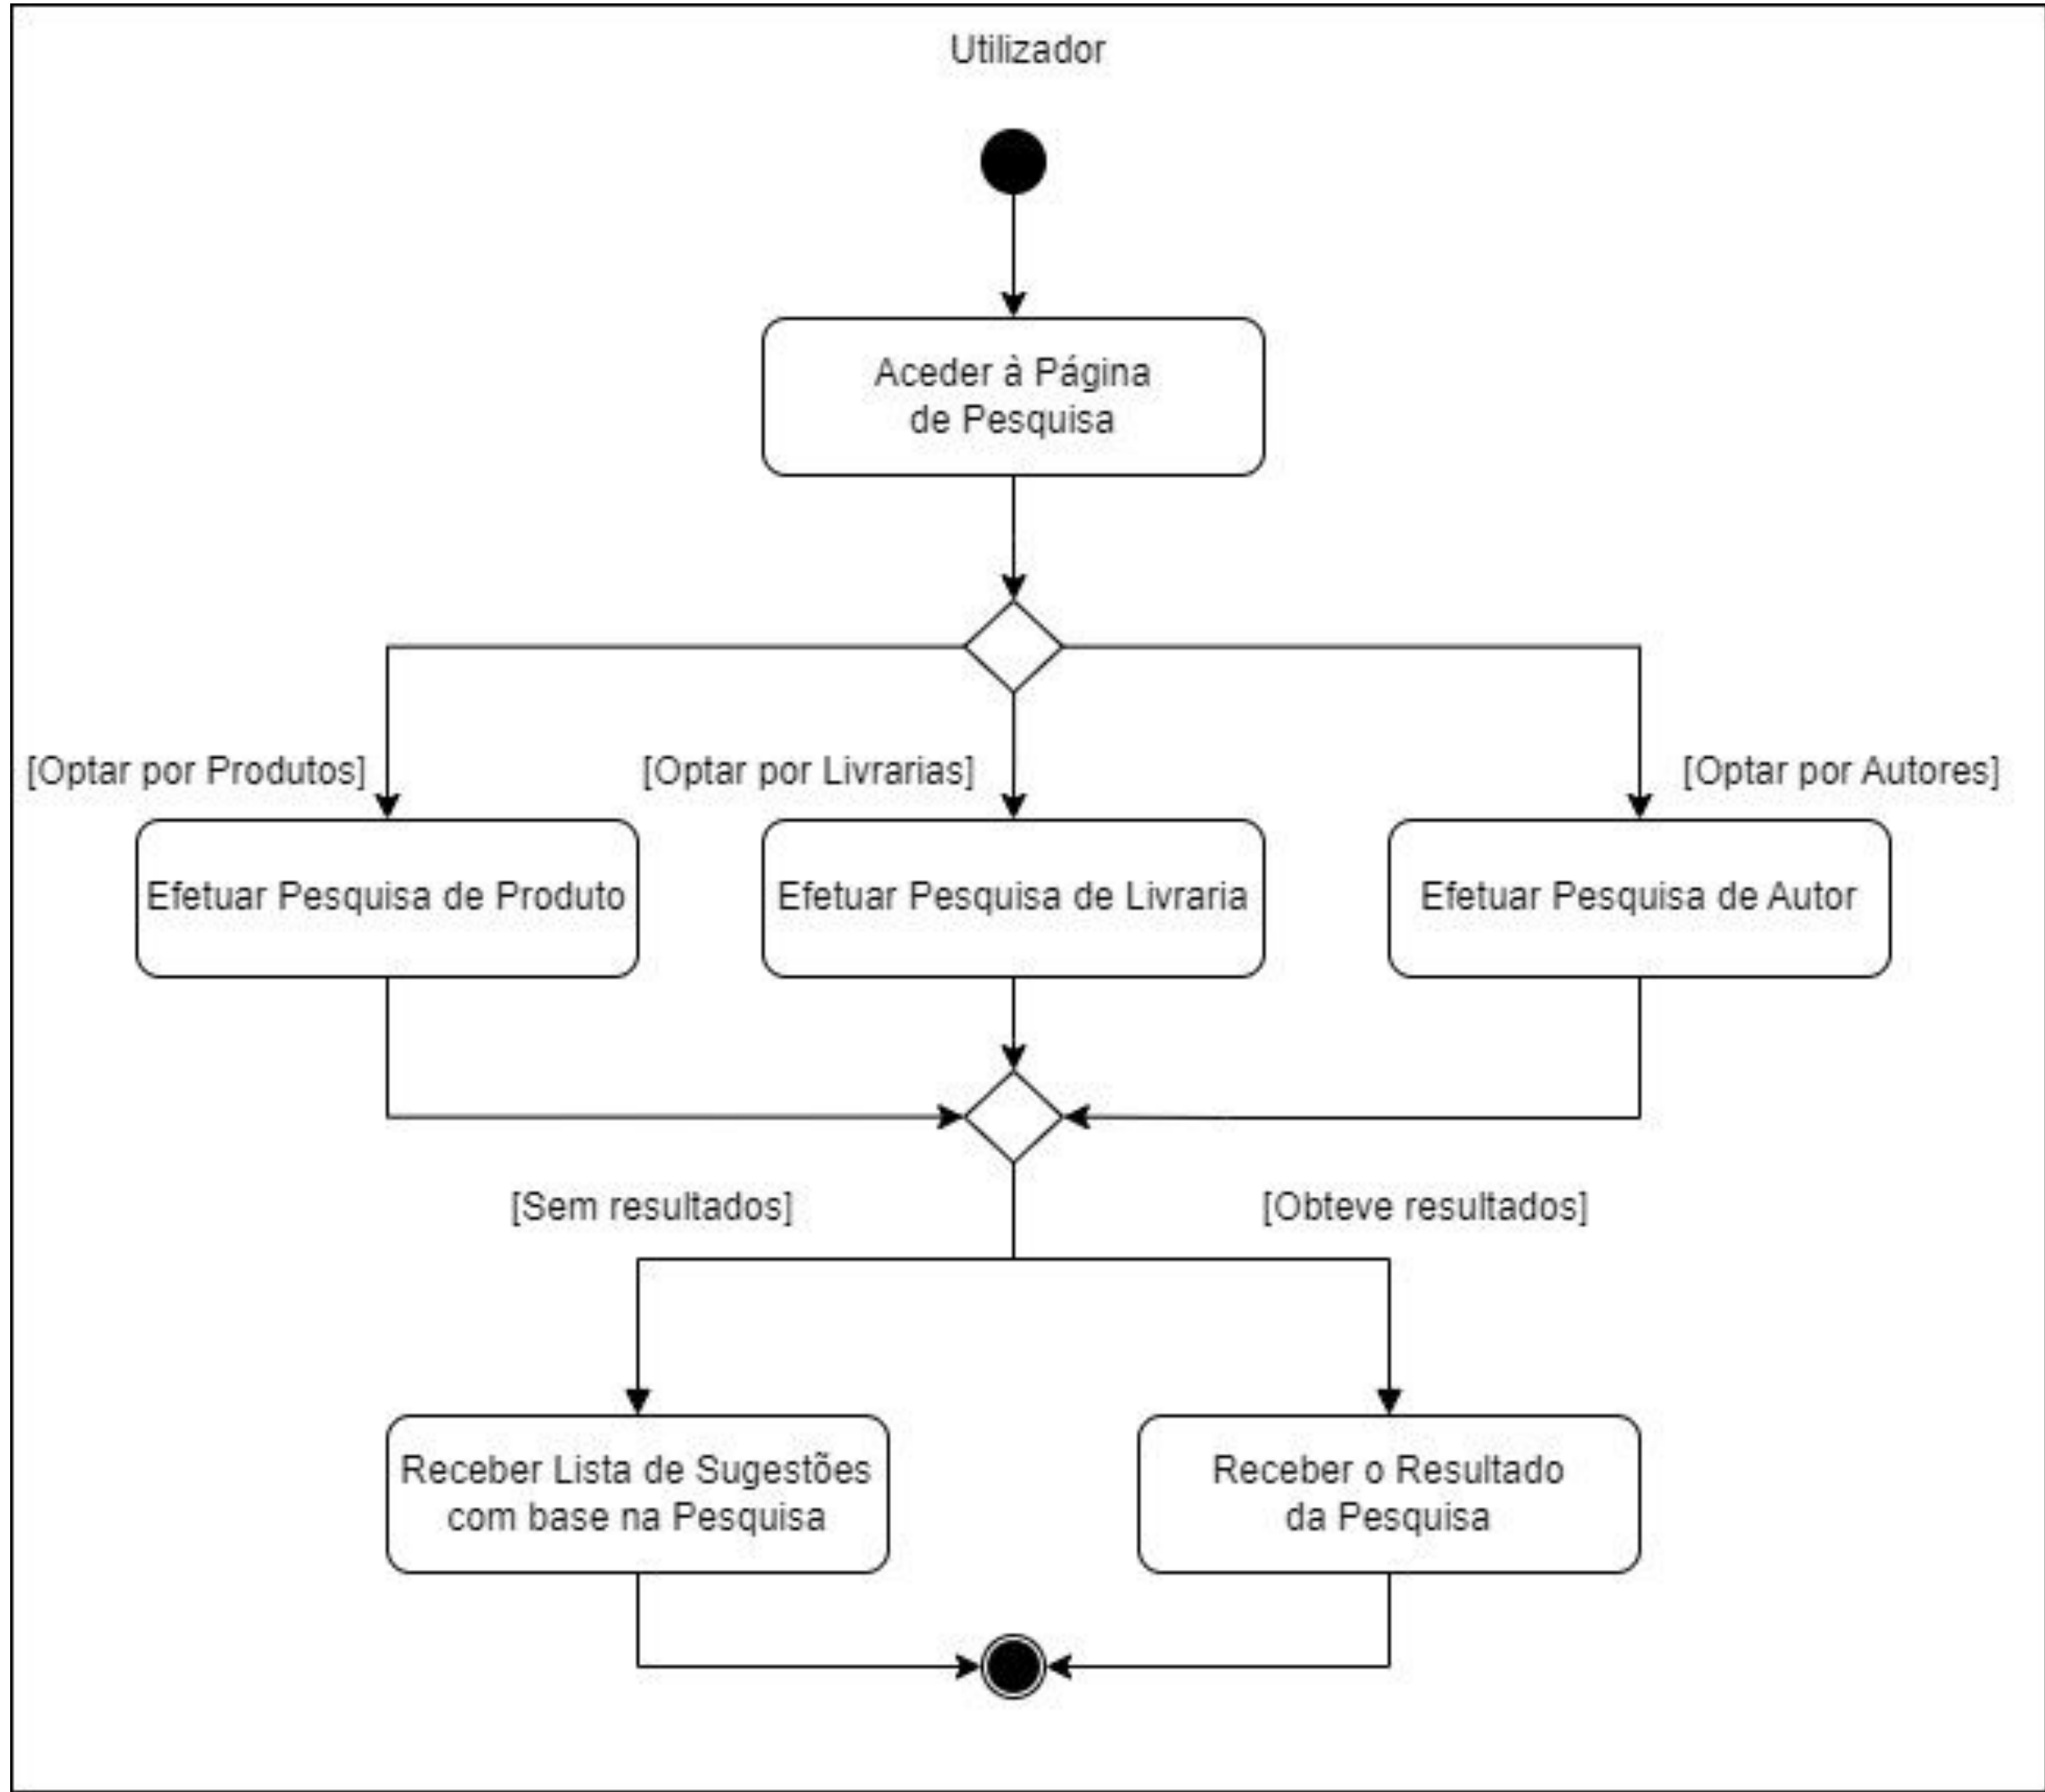 Utilizador
Aceder à Página
de Pesquisa
[Optar por Produtos]
[Optar por Livrarias]
[Optar por Autores]
Efetuar Pesquisa de Produto
Efetuar Pesquisa de Livraria
Efetuar Pesquisa de Autor
[Sem resultados]
[Obteve resultados]
Receber Lista de Sugestões
com base na Pesquisa
Receber o Resultado
da Pesquisa